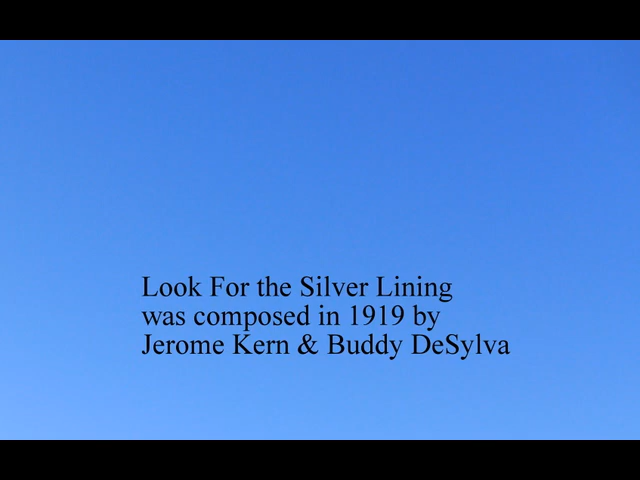 Look For the Silver Lining
was composed in 1919 by
Jerome Kern & Buddy DeSylva